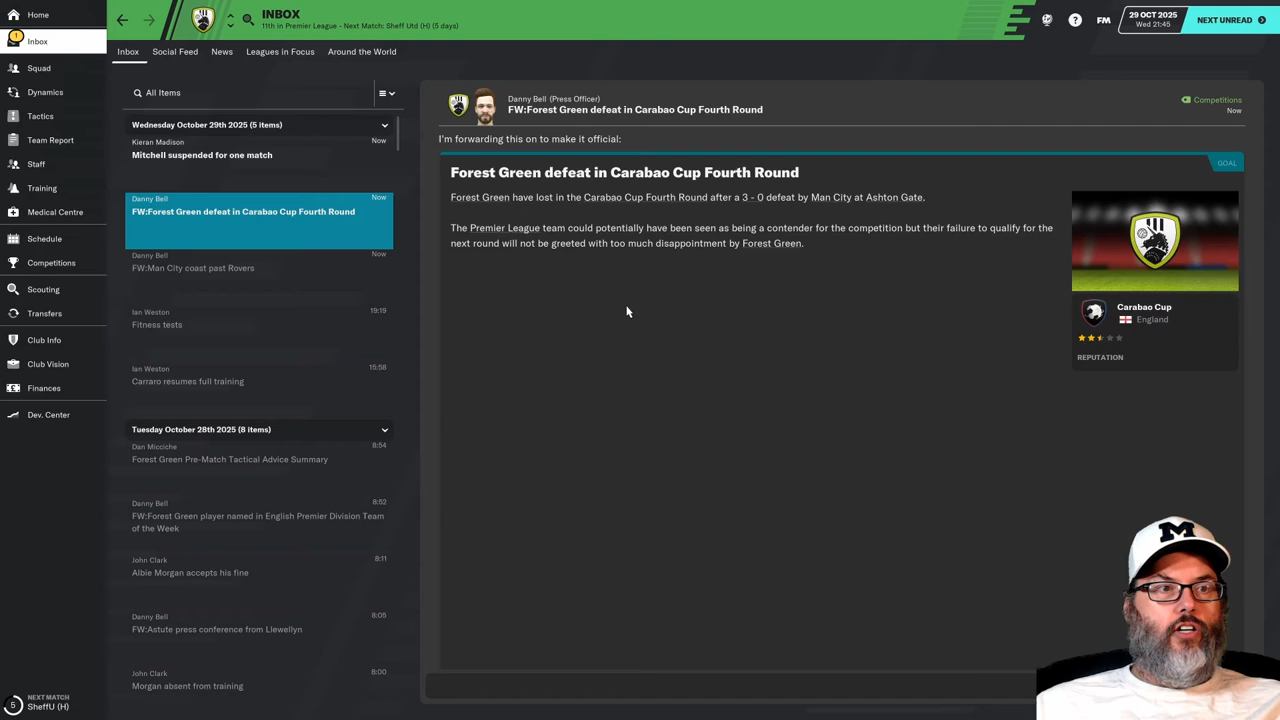 Home
Inbox
Squad
Dynamics
Tactics
Team Report
Staff
Training
Medical Centre
Schedule
Competitions
Scouting
Transfers
Club Info
Club Vision
Finances
Dev. Center
5
NEXT MATCH
SheffU (H)
1
INBOX
11th in Premier League - Next Match: Sheff Utd (H) (5 days)
?
FM
29 OCT 2025
Wed 21:45
NEXT UNREAD
Inbox
Social Feed
News
Leagues in Focus
Around the World
All Items
Wednesday October 29th 2025 (5 items)
Kieran Madison
Now
Mitchell suspended for one match
Danny Bell
Now
FW:Forest Green defeat in Carabao Cup Fourth Round
Danny Bell
Now
FW:Man City coast past Rovers
Ian Weston
19:19
Fitness tests
Ian Weston
15:58
Carraro resumes full training
Tuesday October 28th 2025 (8 items)
Dan Micciche
8:54
Forest Green Pre-Match Tactical Advice Summary
Danny Bell
8:52
FW:Forest Green player named in English Premier Division Team
of the Week
John Clark
8:11
Albie Morgan accepts his fine
Danny Bell
8:05
FW:Astute press conference from Llewellyn
John Clark
8:00
Morgan absent from training
Danny Bell (Press Officer)
FW:Forest Green defeat in Carabao Cup Fourth Round
Competitions
Now
I'm forwarding this on to make it official:
GOAL
Forest Green defeat in Carabao Cup Fourth Round
Forest Green have lost in the Carabao Cup Fourth Round after a 3 - 0 defeat by Man City at Ashton Gate.
The Premier League team could potentially have been seen as being a contender for the competition but their failure to qualify for the
next round will not be greeted with too much disappointment by Forest Green.
Carabao Cup
England
REPUTATION
M